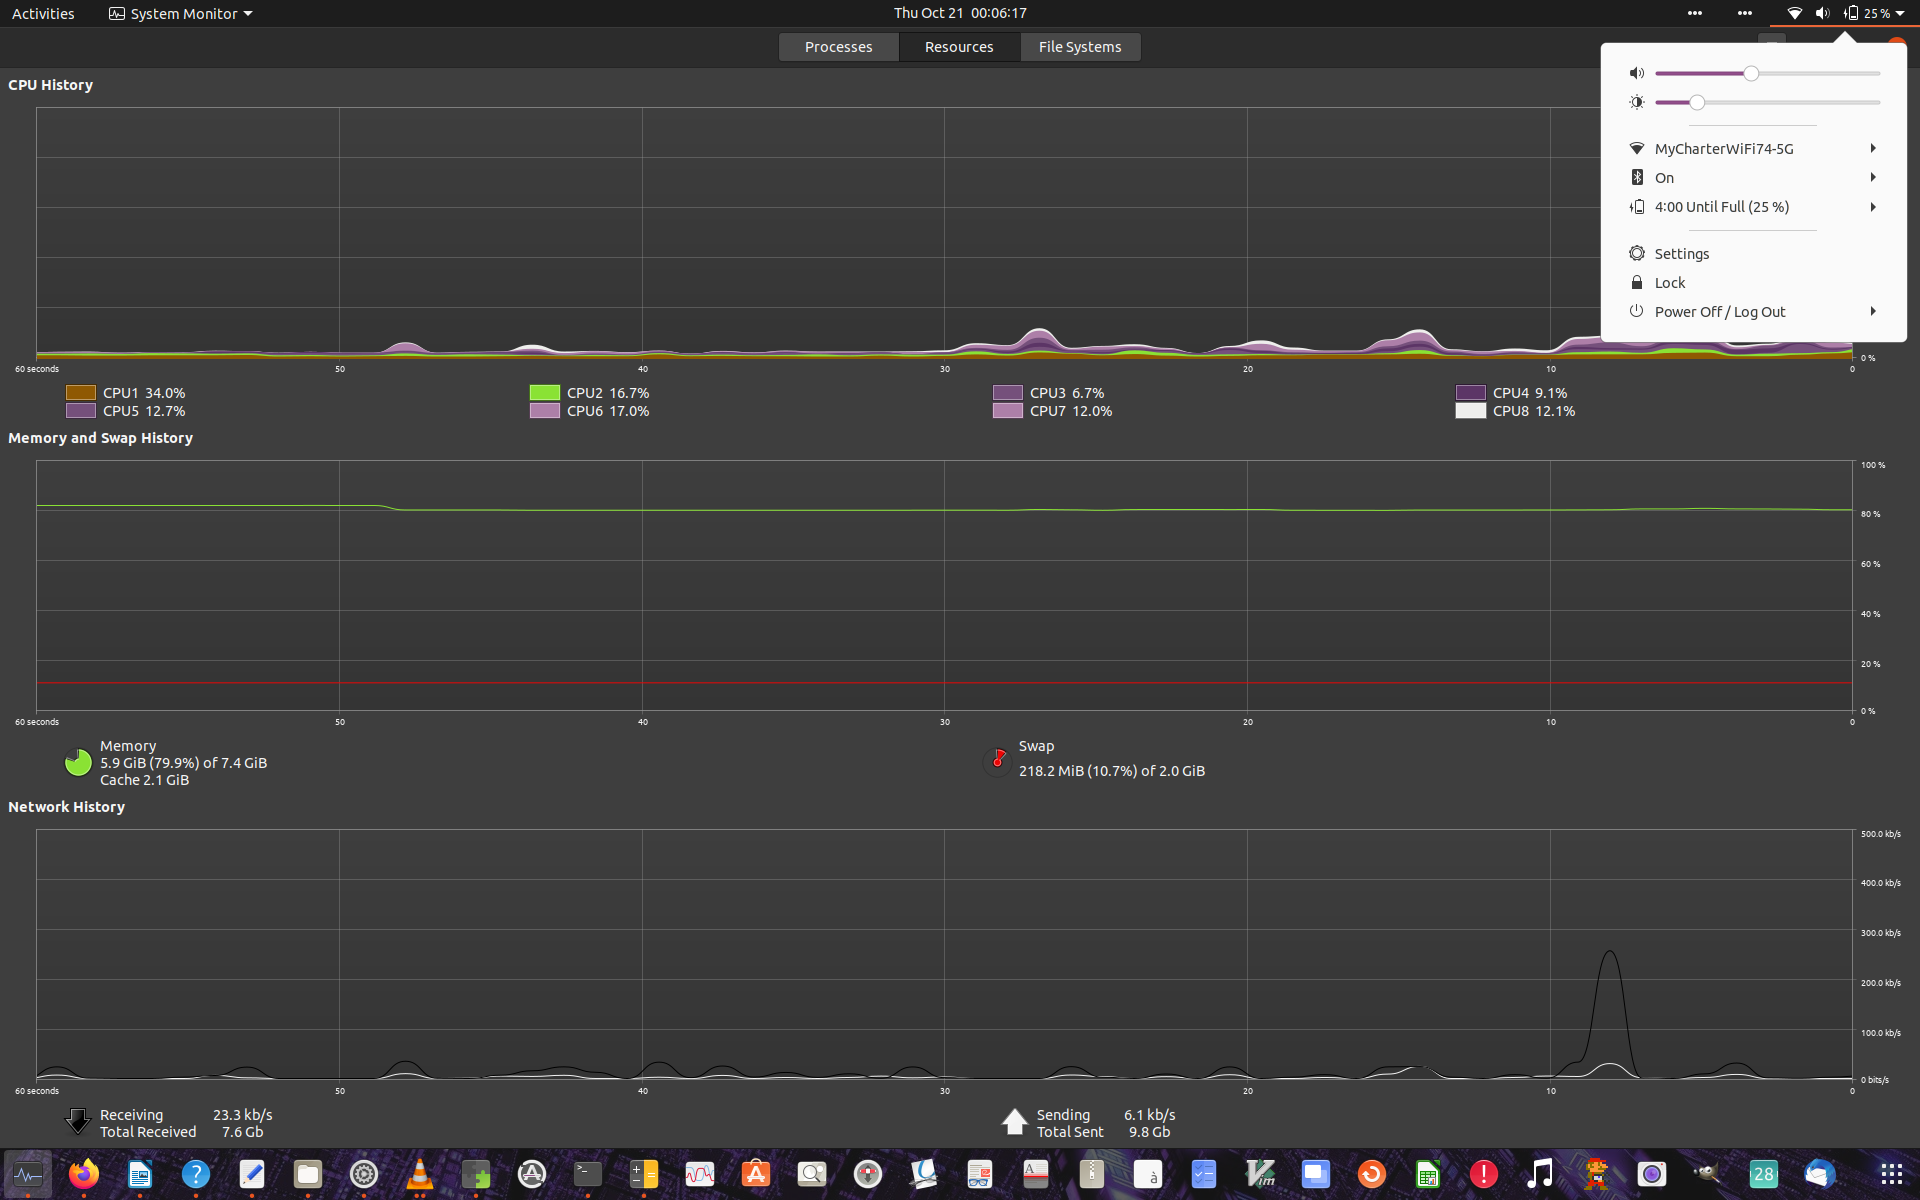 Activities
System Monitor
Thu Oct 21 00:06:17
25 %
Processes
Resources
File Systems
CPU History
MyCharterWiFi74-5G
On
4:00 Until Full (25 %)
Settings
Lock
Power Off / Log Out
0 %
60 seconds
50
40
30
20
10
0
CPU1 34.0%
CPU2 16.7%
CPU3 6.7%
CPU4 9.1%
CPU5 12.7%
CPU6 17.0%
CPU7 12.0%
CPU8 12.1%
Memory and Swap History
100 %
80 %
60 %
40 %
20 %
0 %
60 seconds
50
40
30
20
10
0
Memory
5.9 GiB (79.9%) of 7.4 GiB
Cache 2.1 GiB
Swap
218.2 MiB (10.7%) of 2.0 GiB
Network History
500.0 kb/s
400.0 kb/s
300.0 kb/s
200.0 kb/s
100.0 kb/s
0 bits/s
60 seconds
50
40
30
20
10
0
Receiving 23.3 kb/s
Total Received 7.6 Gb
Sending 6.1 kb/s
Total Sent 9.8 Gb
?
>_
A
à
Vim
!
28